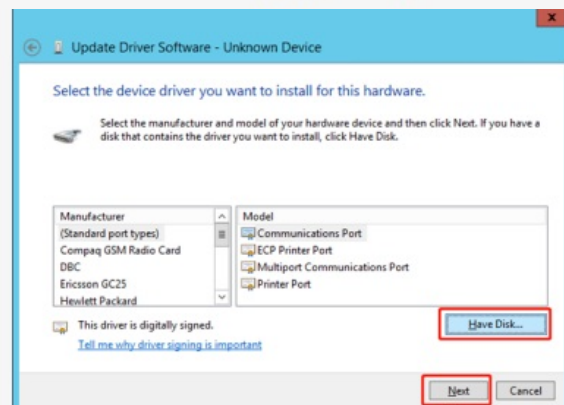 x
Update Driver Software - Unknown Device
Select the device driver you want to install for this hardware.
Select the manufacturer and model of your hardware device and then click Next. If you have a
disk that contains the driver you want to install, click Have Disk.
Manufacturer
(Standard port types)
Compaq GSM Radio Card
DBC
Ericsson GC25
Hewlett Packard
Model
Communications Port
ECP Printer Port
Multiport Communications Port
Printer Port
This driver is digitally signed.
Tell me why driver signing is important
Have Disk...
Next
Cancel